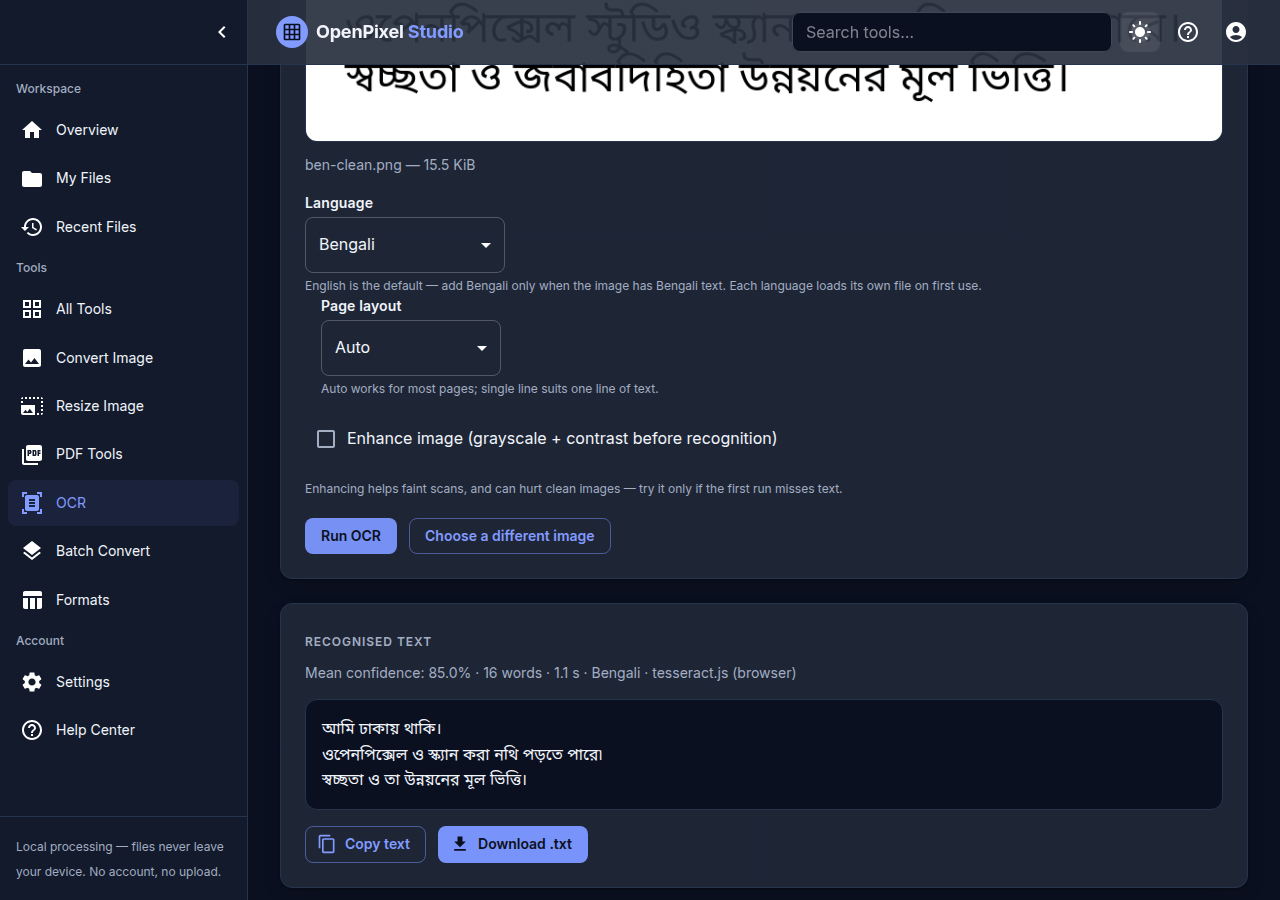 OpenPixel Studio
Search tools...
Workspace
Overview
My Files
Recent Files
Tools
All Tools
Convert Image
Resize Image
PDF Tools
OCR
Batch Convert
Formats
Account
Settings
Help Center
Local processing — files never leave
your device. No account, no upload.
ওপেনপিক্সেল স্টুডিও স্ক্যান
স্বচ্ছতা ও জবাবদিহিতা উন্নয়নের মূল ভিত্তি।
ben-clean.png — 15.5 KiB
Language
Bengali
English is the default — add Bengali only when the image has Bengali text. Each language loads its own file on first use.
Page layout
Auto
Auto works for most pages; single line suits one line of text.
Enhance image (grayscale + contrast before recognition)
Enhancing helps faint scans, and can hurt clean images — try it only if the first run misses text.
Run OCR
Choose a different image
RECOGNISED TEXT
Mean confidence: 85.0% · 16 words · 1.1 s · Bengali · tesseract.js (browser)
আমি ঢাকায় থাকি।
ওপেনপিক্সেল ও স্ক্যান করা নথি পড়তে পারে৷
স্বচ্ছতা ও তা উন্নয়নের মূল ভিত্তি।
Copy text
Download .txt